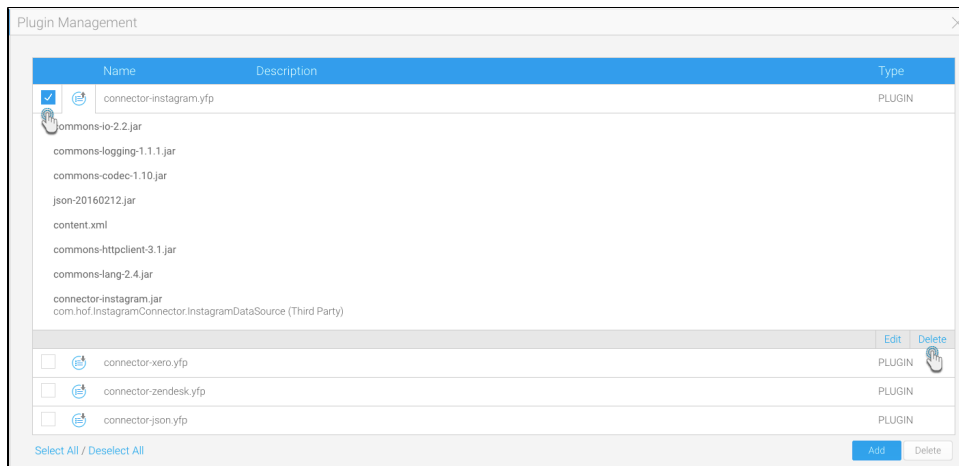 Plugin Management
Name Description Type
connector-instagram.yfp PLUGIN
commons-io-2.2.jar
commons-logging-1.1.1.jar
commons-codec-1.10.jar
json-20160212.jar
content.xml
commons-httpclient-3.1.jar
commons-lang-2.4.jar
connector-instagram.jar
com.hof.InstagramConnector.InstagramDataSource (Third Party)
Edit Delete
connector-xero.yfp PLUGIN
connector-zendesk.yfp PLUGIN
connector-json.yfp PLUGIN
Select All / Deselect All Add Delete